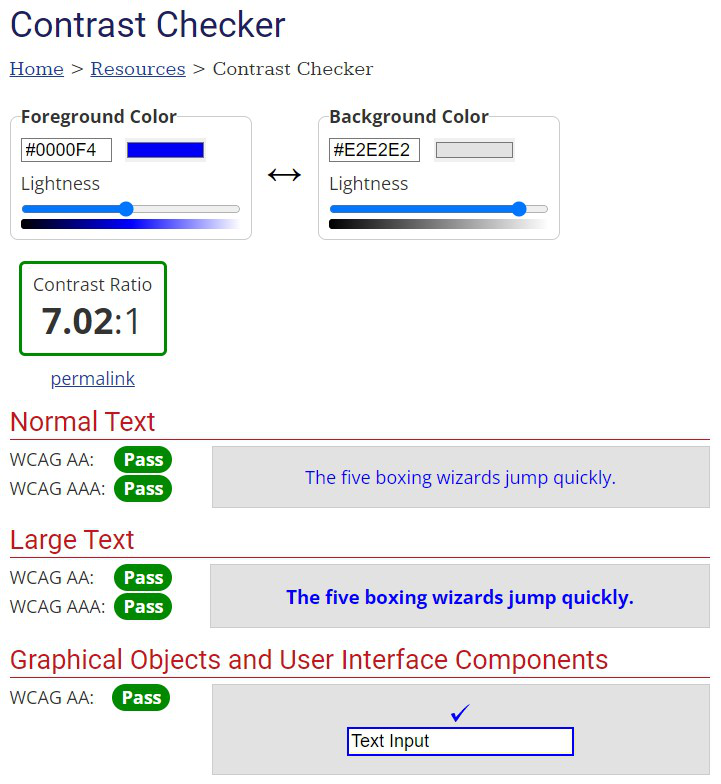 Contrast Checker
Home > Resources > Contrast Checker
Foreground Color
#0000F4
Lightness
Background Color
#E2E2E2
Lightness
Contrast Ratio
7.02:1
permalink
Normal Text
WCAG AA: Pass
WCAG AAA: Pass
The five boxing wizards jump quickly.
Large Text
WCAG AA: Pass
WCAG AAA: Pass
The five boxing wizards jump quickly.
Graphical Objects and User Interface Components
WCAG AA: Pass
Text Input